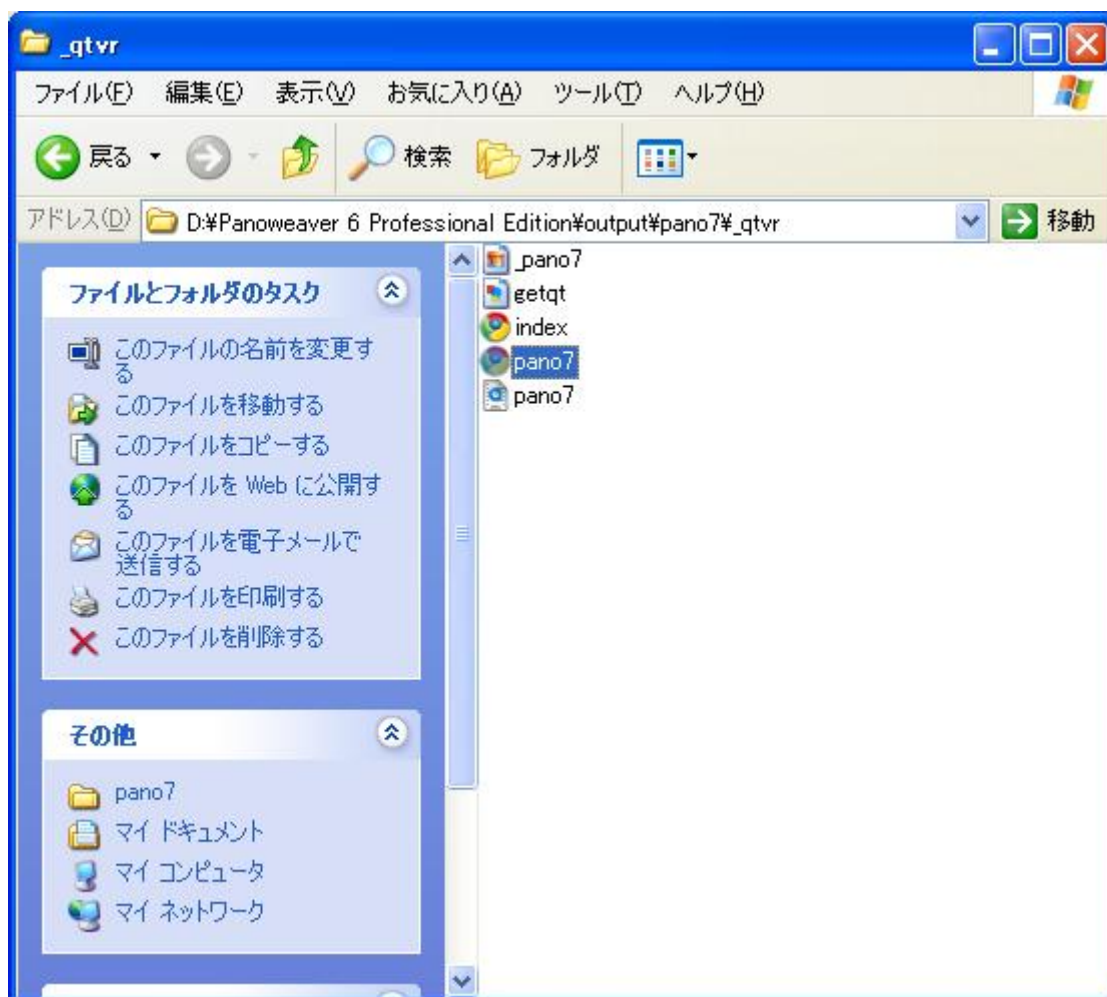 _qtvr
ファイル(F) 編集(E) 表示(V) お気に入り(A) ツール(T) ヘルプ(H)
戻る 検索 フォルダ
アドレス(D) D:¥Panoweaver 6 Professional Edition¥output¥pano7¥_qtvr 移動
ファイルとフォルダのタスク
このファイルの名前を変更す
る
このファイルを移動する
このファイルをコピーする
このファイルを Web に公開す
る
このファイルを電子メールで
送信する
このファイルを印刷する
このファイルを削除する
その他
pano7
マイ ドキュメント
マイ コンピュータ
マイ ネットワーク
_pano7
getqt
index
pano7
pano7